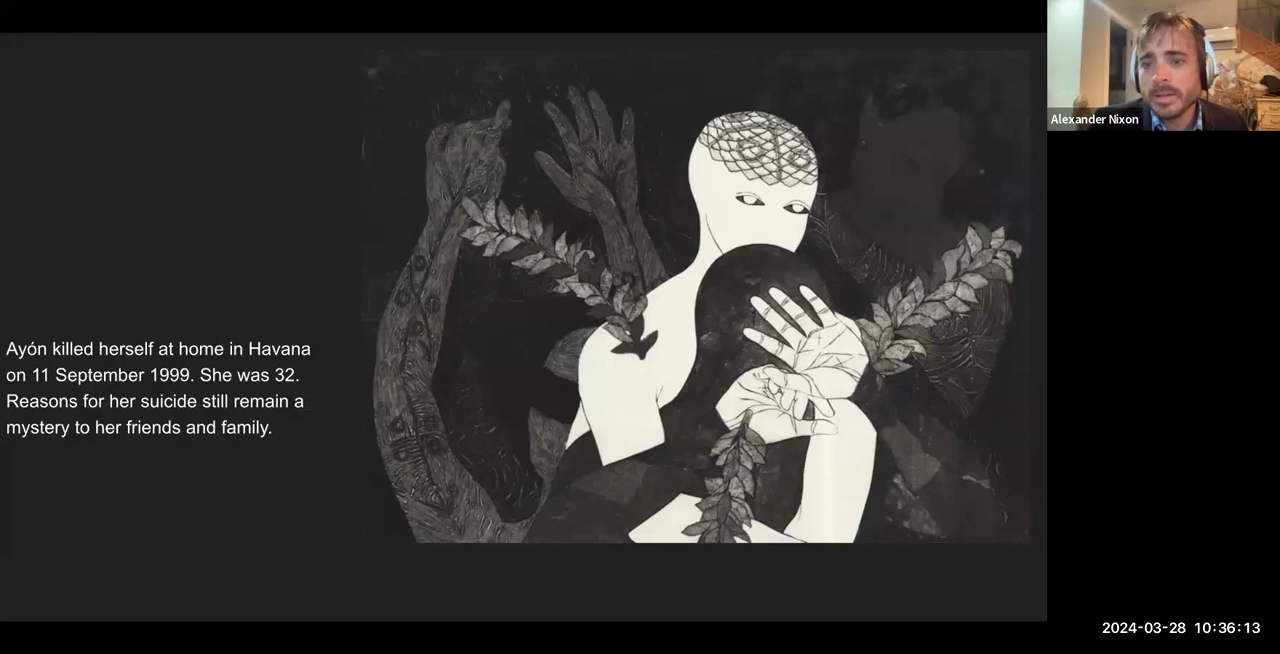 Ayón killed herself at home in Havana
on 11 September 1999. She was 32.
Reasons for her suicide still remain a
mystery to her friends and family.
Alexander Nixon
2024-03-28 10:36:13